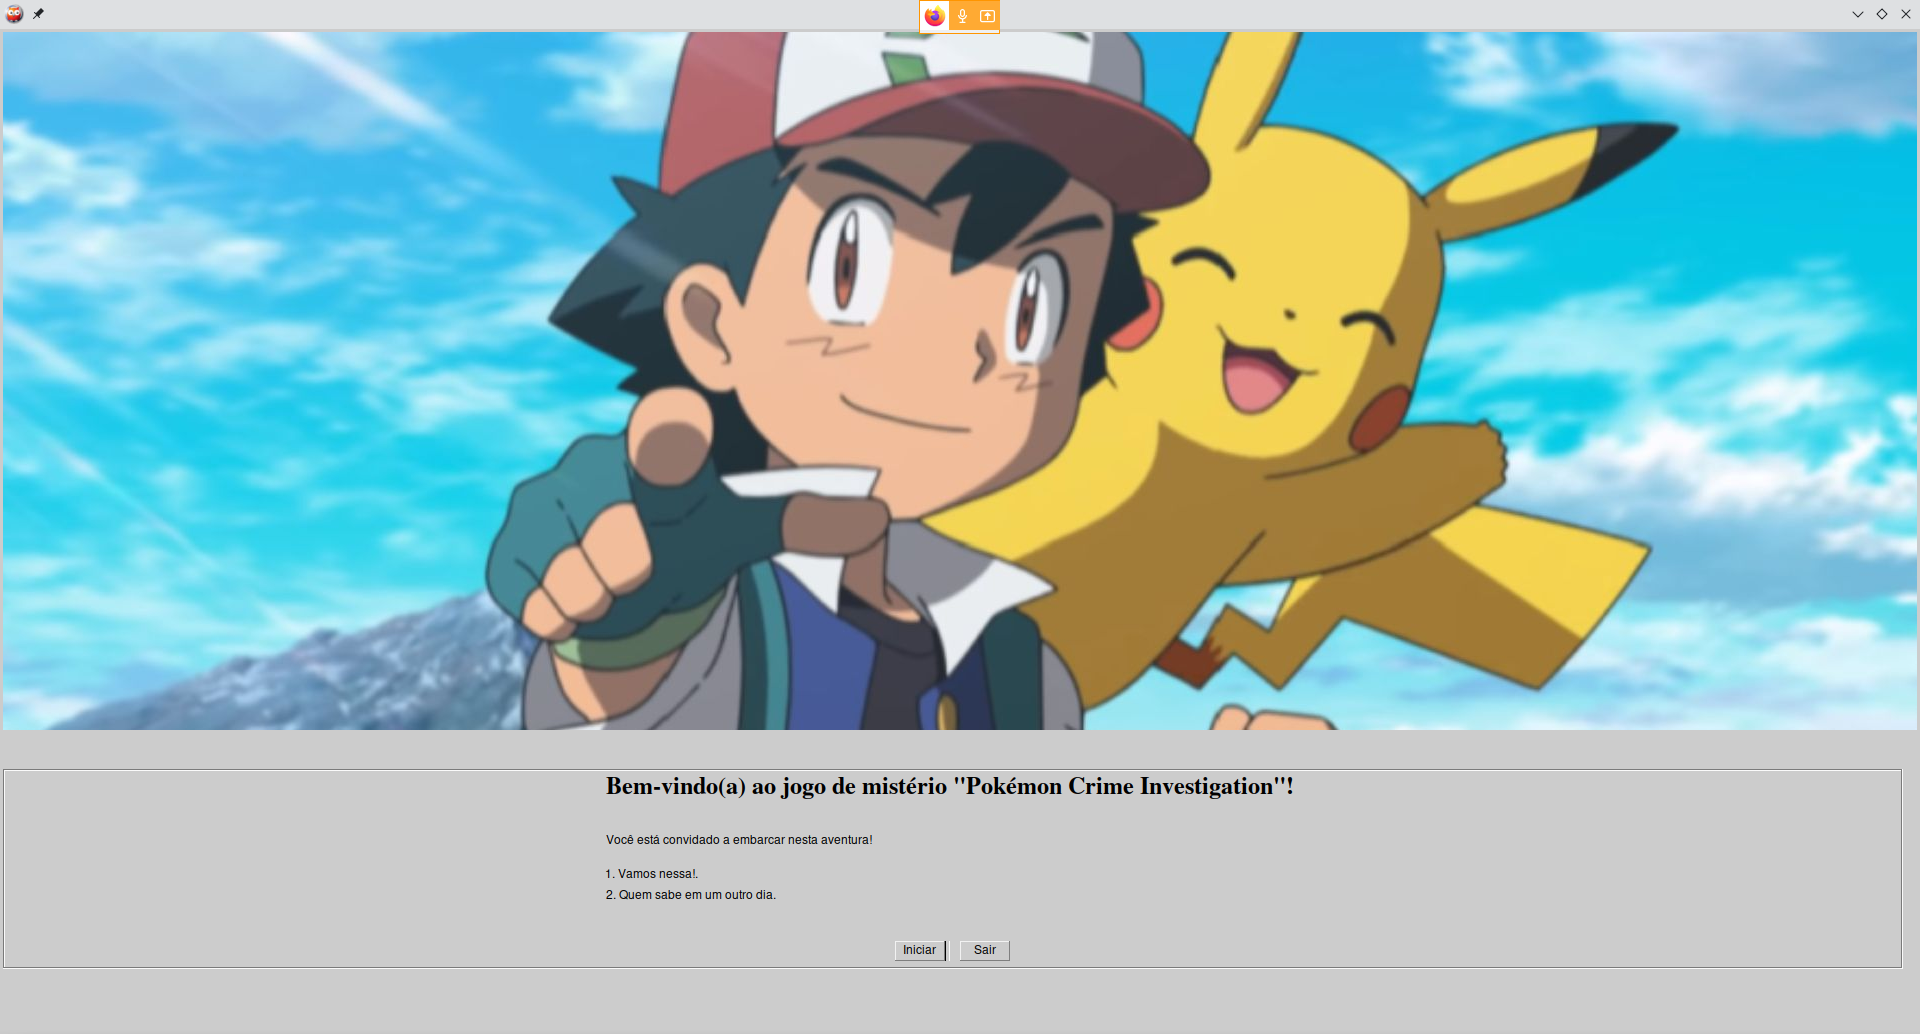 Bem-vindo(a) ao jogo de mistério "Pokémon Crime Investigation"!
Você está convidado a embarcar nesta aventura!
1. Vamos nessa!.
2. Quem sabe em um outro dia.
Iniciar Sair